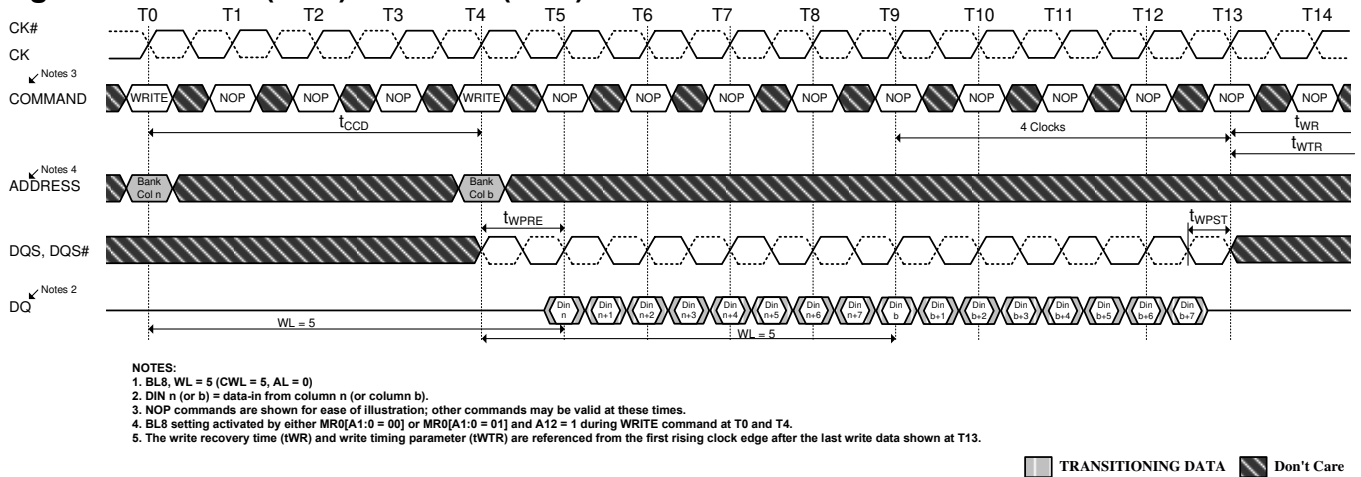 T0 T1 T2 T3 T4 T5 T6 T7 T8 T9 T10 T11 T12 T13 T14
CK#
CK
Notes 3
COMMAND
WRITE NOP NOP NOP WRITE NOP NOP NOP NOP NOP NOP NOP NOP NOP NOP
tCCD
4 Clocks
tWR
tWTR
Notes 4
ADDRESS
Bank Col n
Bank Col b
tWPRE
tWPST
DQS, DQS#
Notes 2
DQ
Din n Din n+1 Din n+2 Din n+3 Din n+4 Din n+5 Din n+6 Din n+7 Din b Din b+1 Din b+2 Din b+3 Din b+4 Din b+5 Din b+6 Din b+7
WL = 5
WL = 5
NOTES:
1. BL8, WL = 5 (CWL = 5, AL = 0)
2. DIN n (or b) = data-in from column n (or column b).
3. NOP commands are shown for ease of illustration; other commands may be valid at these times.
4. BL8 setting activated by either MR0[A1:0 = 00] or MR0[A1:0 = 01] and A12 = 1 during WRITE command at T0 and T4.
5. The write recovery time (tWR) and write timing parameter (tWTR) are referenced from the first rising clock edge after the last write data shown at T13.
TRANSITIONING DATA
Don't Care